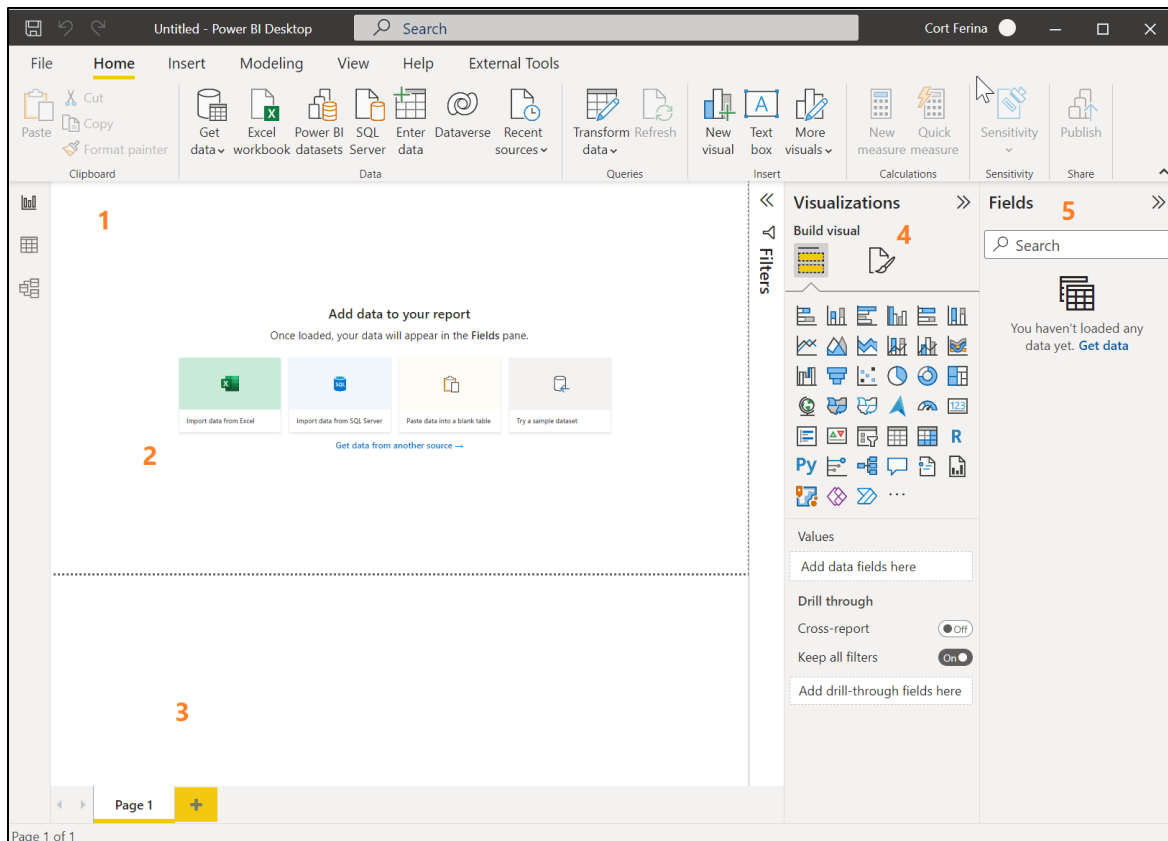 Untitled - Power BI Desktop
Search
Cort Ferina
File Home Insert Modeling View Help External Tools
Paste
Cut
Copy
Format painter
Clipboard
Get data
Excel workbook
Power BI datasets
SQL Server
Enter data
Dataverse
Recent sources
Data
Transform data
Refresh
Queries
New visual
Text box
A
More visuals
Insert
New measure
Quick measure
Calculations
Sensitivity
Sensitivity
Publish
Share
1
Add data to your report
Once loaded, your data will appear in the Fields pane.
SQL
Import data from Excel
Import data from SQL Server
Paste data into a blank table
Try a sample dataset
Get data from another source →
2
3
Page 1
+
Page 1 of 1
Filters
Visualizations
Build visual
4
123
R
Py
...
Values
Add data fields here
Drill through
Cross-report
Off
Keep all filters
On
Add drill-through fields here
Fields
5
Search
You haven't loaded any
data yet. Get data